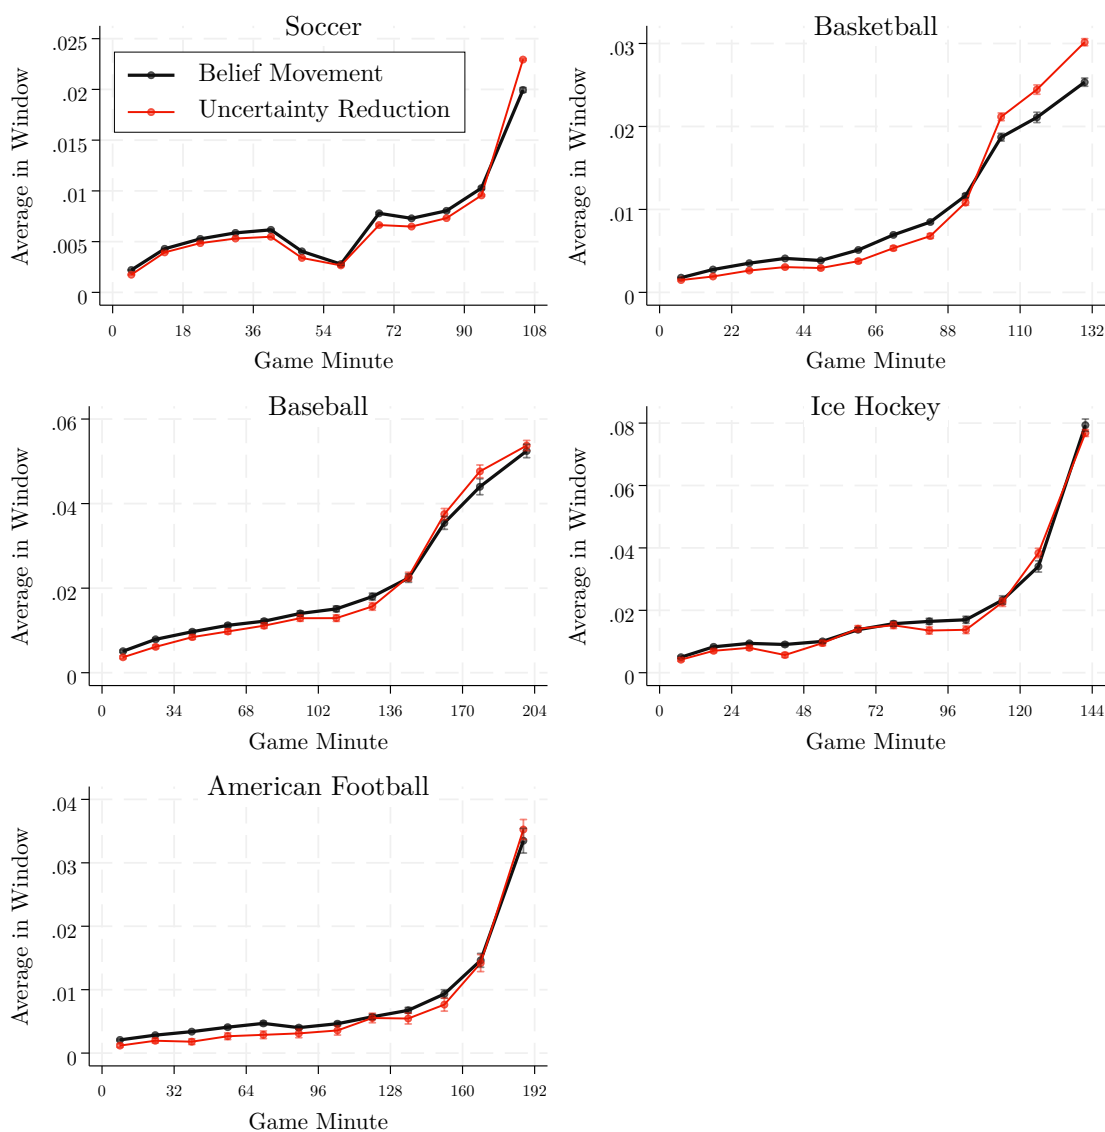 Soccer
.025
.02
.015
.01
.005
0
Average in Window
Belief Movement
Uncertainty Reduction
0 18 36 54 72 90 108
Game Minute
Basketball
.03
.02
.01
0
Average in Window
0 22 44 66 88 110 132
Game Minute
Baseball
.06
.04
.02
0
Average in Window
0 34 68 102 136 170 204
Game Minute
Ice Hockey
.08
.06
.04
.02
0
Average in Window
0 24 48 72 96 120 144
Game Minute
American Football
.04
.03
.02
.01
0
Average in Window
0 32 64 96 128 160 192
Game Minute